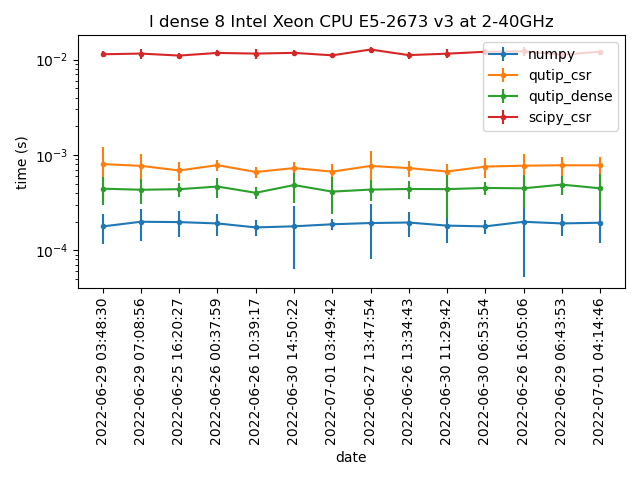 I dense 8 Intel Xeon CPU E5-2673 v3 at 2-40GHz
numpy
qutip_csr
qutip_dense
scipy_csr
time (s)
10⁻²
10⁻³
10⁻⁴
2022-06-29 03:48:30
2022-06-29 07:08:56
2022-06-25 16:20:27
2022-06-26 00:37:59
2022-06-26 10:39:17
2022-06-30 14:50:22
2022-07-01 03:49:42
2022-06-27 13:47:54
2022-06-26 13:34:43
2022-06-30 11:29:42
2022-06-30 06:53:54
2022-06-26 16:05:06
2022-06-29 06:43:53
2022-07-01 04:14:46
date